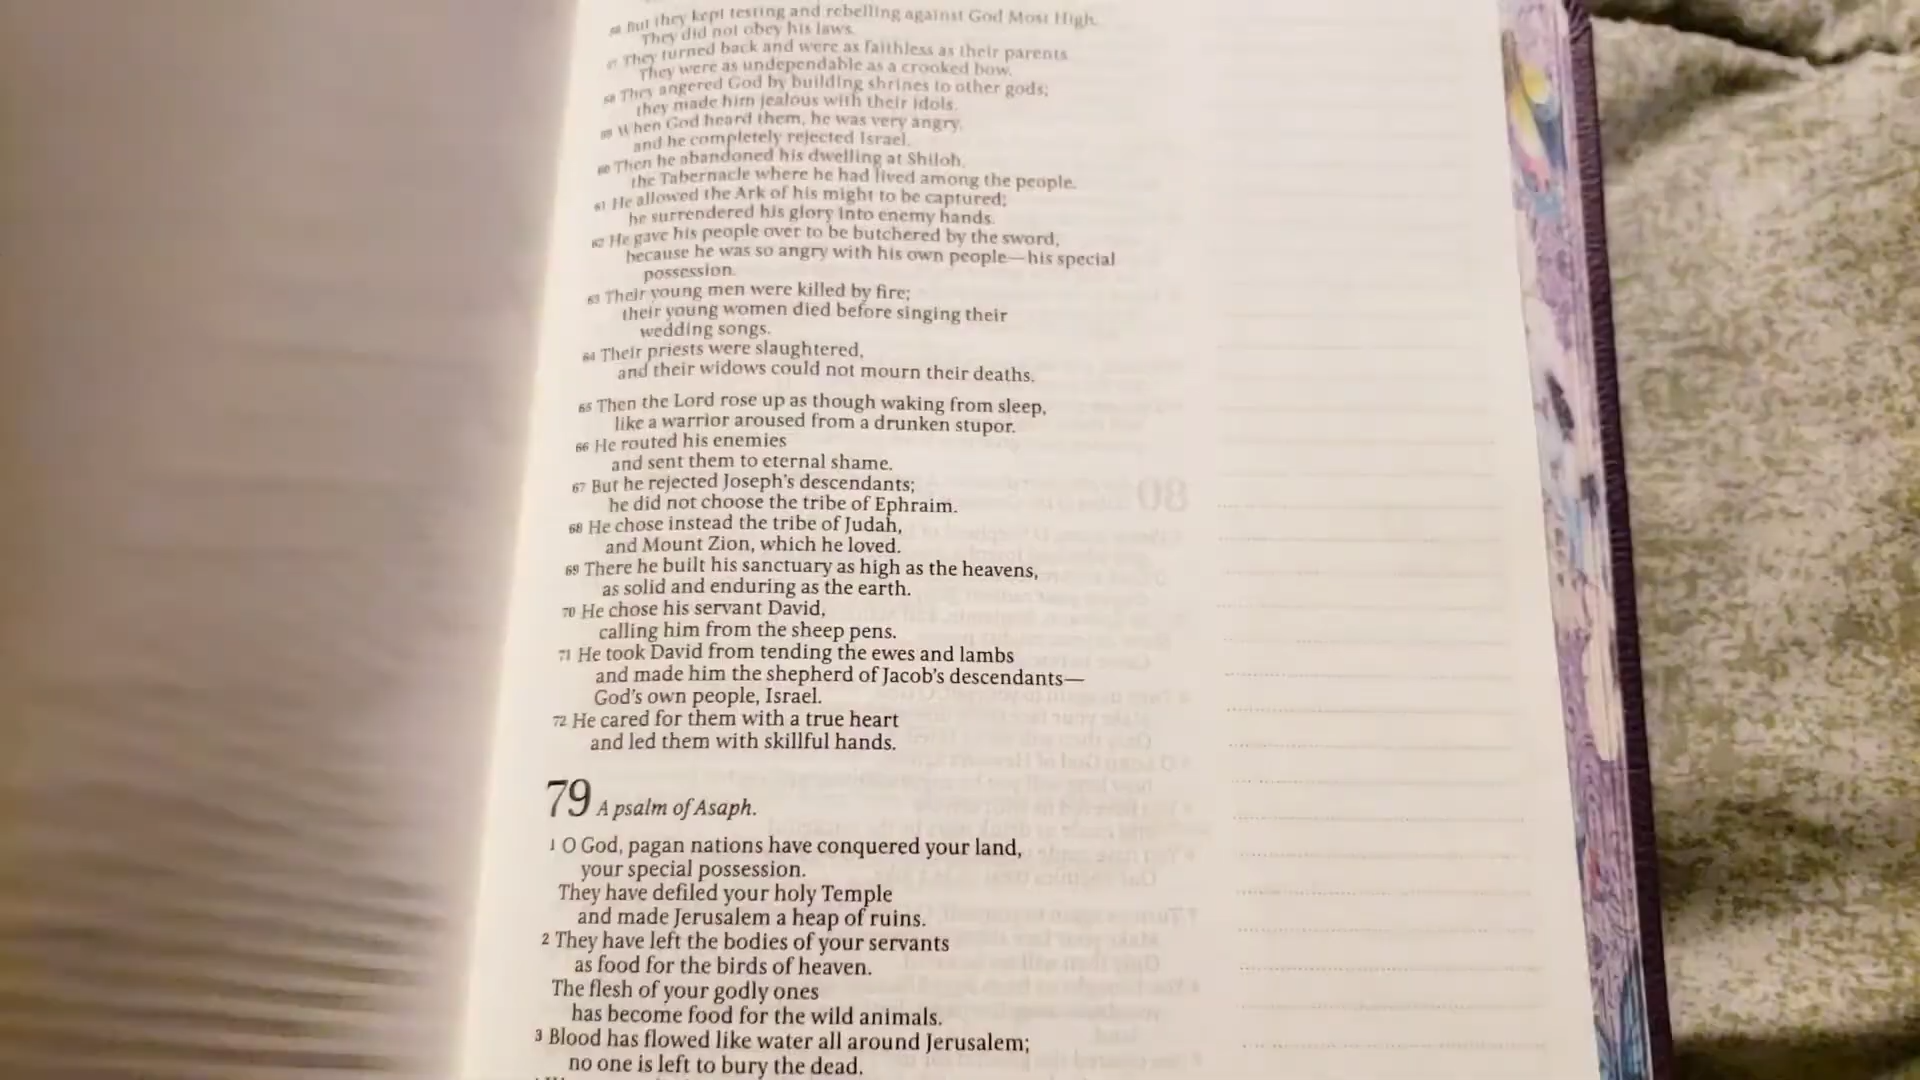 56 But they kept testing and rebelling against God Most High.
They did not obey his laws.
57 They turned back and were as faithless as their parents.
They were as undependable as a crooked bow.
58 They angered God by building shrines to other gods;
they made him jealous with their idols.
59 When God heard them, he was very angry,
and he completely rejected Israel.
60 Then he abandoned his dwelling at Shiloh,
the Tabernacle where he had lived among the people.
61 He allowed the Ark of his might to be captured;
he surrendered his glory into enemy hands.
62 He gave his people over to be butchered by the sword,
because he was so angry with his own people—his special
possession.
63 Their young men were killed by fire;
their young women died before singing their
wedding songs.
64 Their priests were slaughtered,
and their widows could not mourn their deaths.
65 Then the Lord rose up as though waking from sleep,
like a warrior aroused from a drunken stupor.
66 He routed his enemies
and sent them to eternal shame.
67 But he rejected Joseph's descendants;
he did not choose the tribe of Ephraim.
68 He chose instead the tribe of Judah,
and Mount Zion, which he loved.
69 There he built his sanctuary as high as the heavens,
as solid and enduring as the earth.
70 He chose his servant David,
calling him from the sheep pens.
71 He took David from tending the ewes and lambs
and made him the shepherd of Jacob's descendants—
God's own people, Israel.
72 He cared for them with a true heart
and led them with skillful hands.
79 A psalm of Asaph.
1 O God, pagan nations have conquered your land,
your special possession.
They have defiled your holy Temple
and made Jerusalem a heap of ruins.
2 They have left the bodies of your servants
as food for the birds of heaven.
The flesh of your godly ones
has become food for the wild animals.
3 Blood has flowed like water all around Jerusalem;
no one is left to bury the dead.